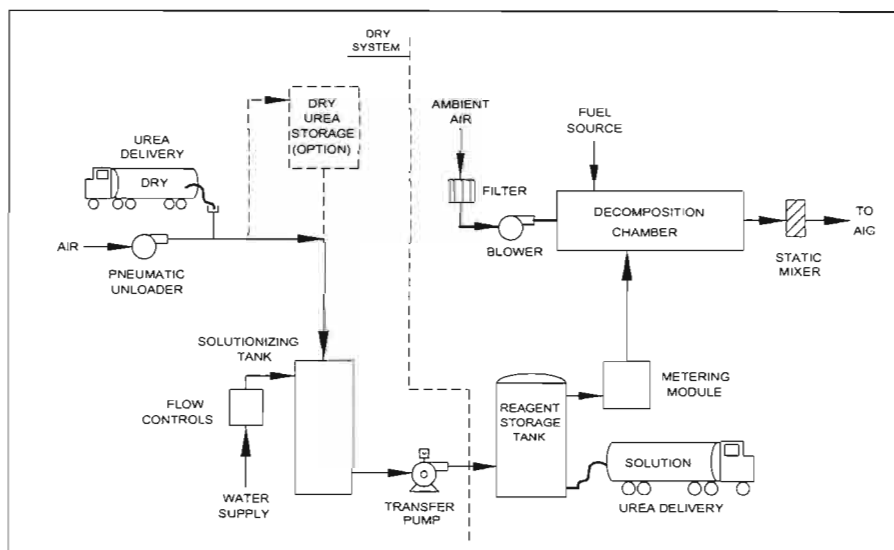 DRY
SYSTEM
DRY
UREA
STORAGE
(OPTION)
UREA
DELIVERY
DRY
AIR
PNEUMATIC
UNLOADER
AMBIENT
AIR
FILTER
BLOWER
FUEL
SOURCE
DECOMPOSITION
CHAMBER
TO
AIG
STATIC
MIXER
SOLUTIONIZING
TANK
FLOW
CONTROLS
WATER
SUPPLY
TRANSFER
PUMP
REAGENT
STORAGE
TANK
METERING
MODULE
SOLUTION
UREA DELIVERY